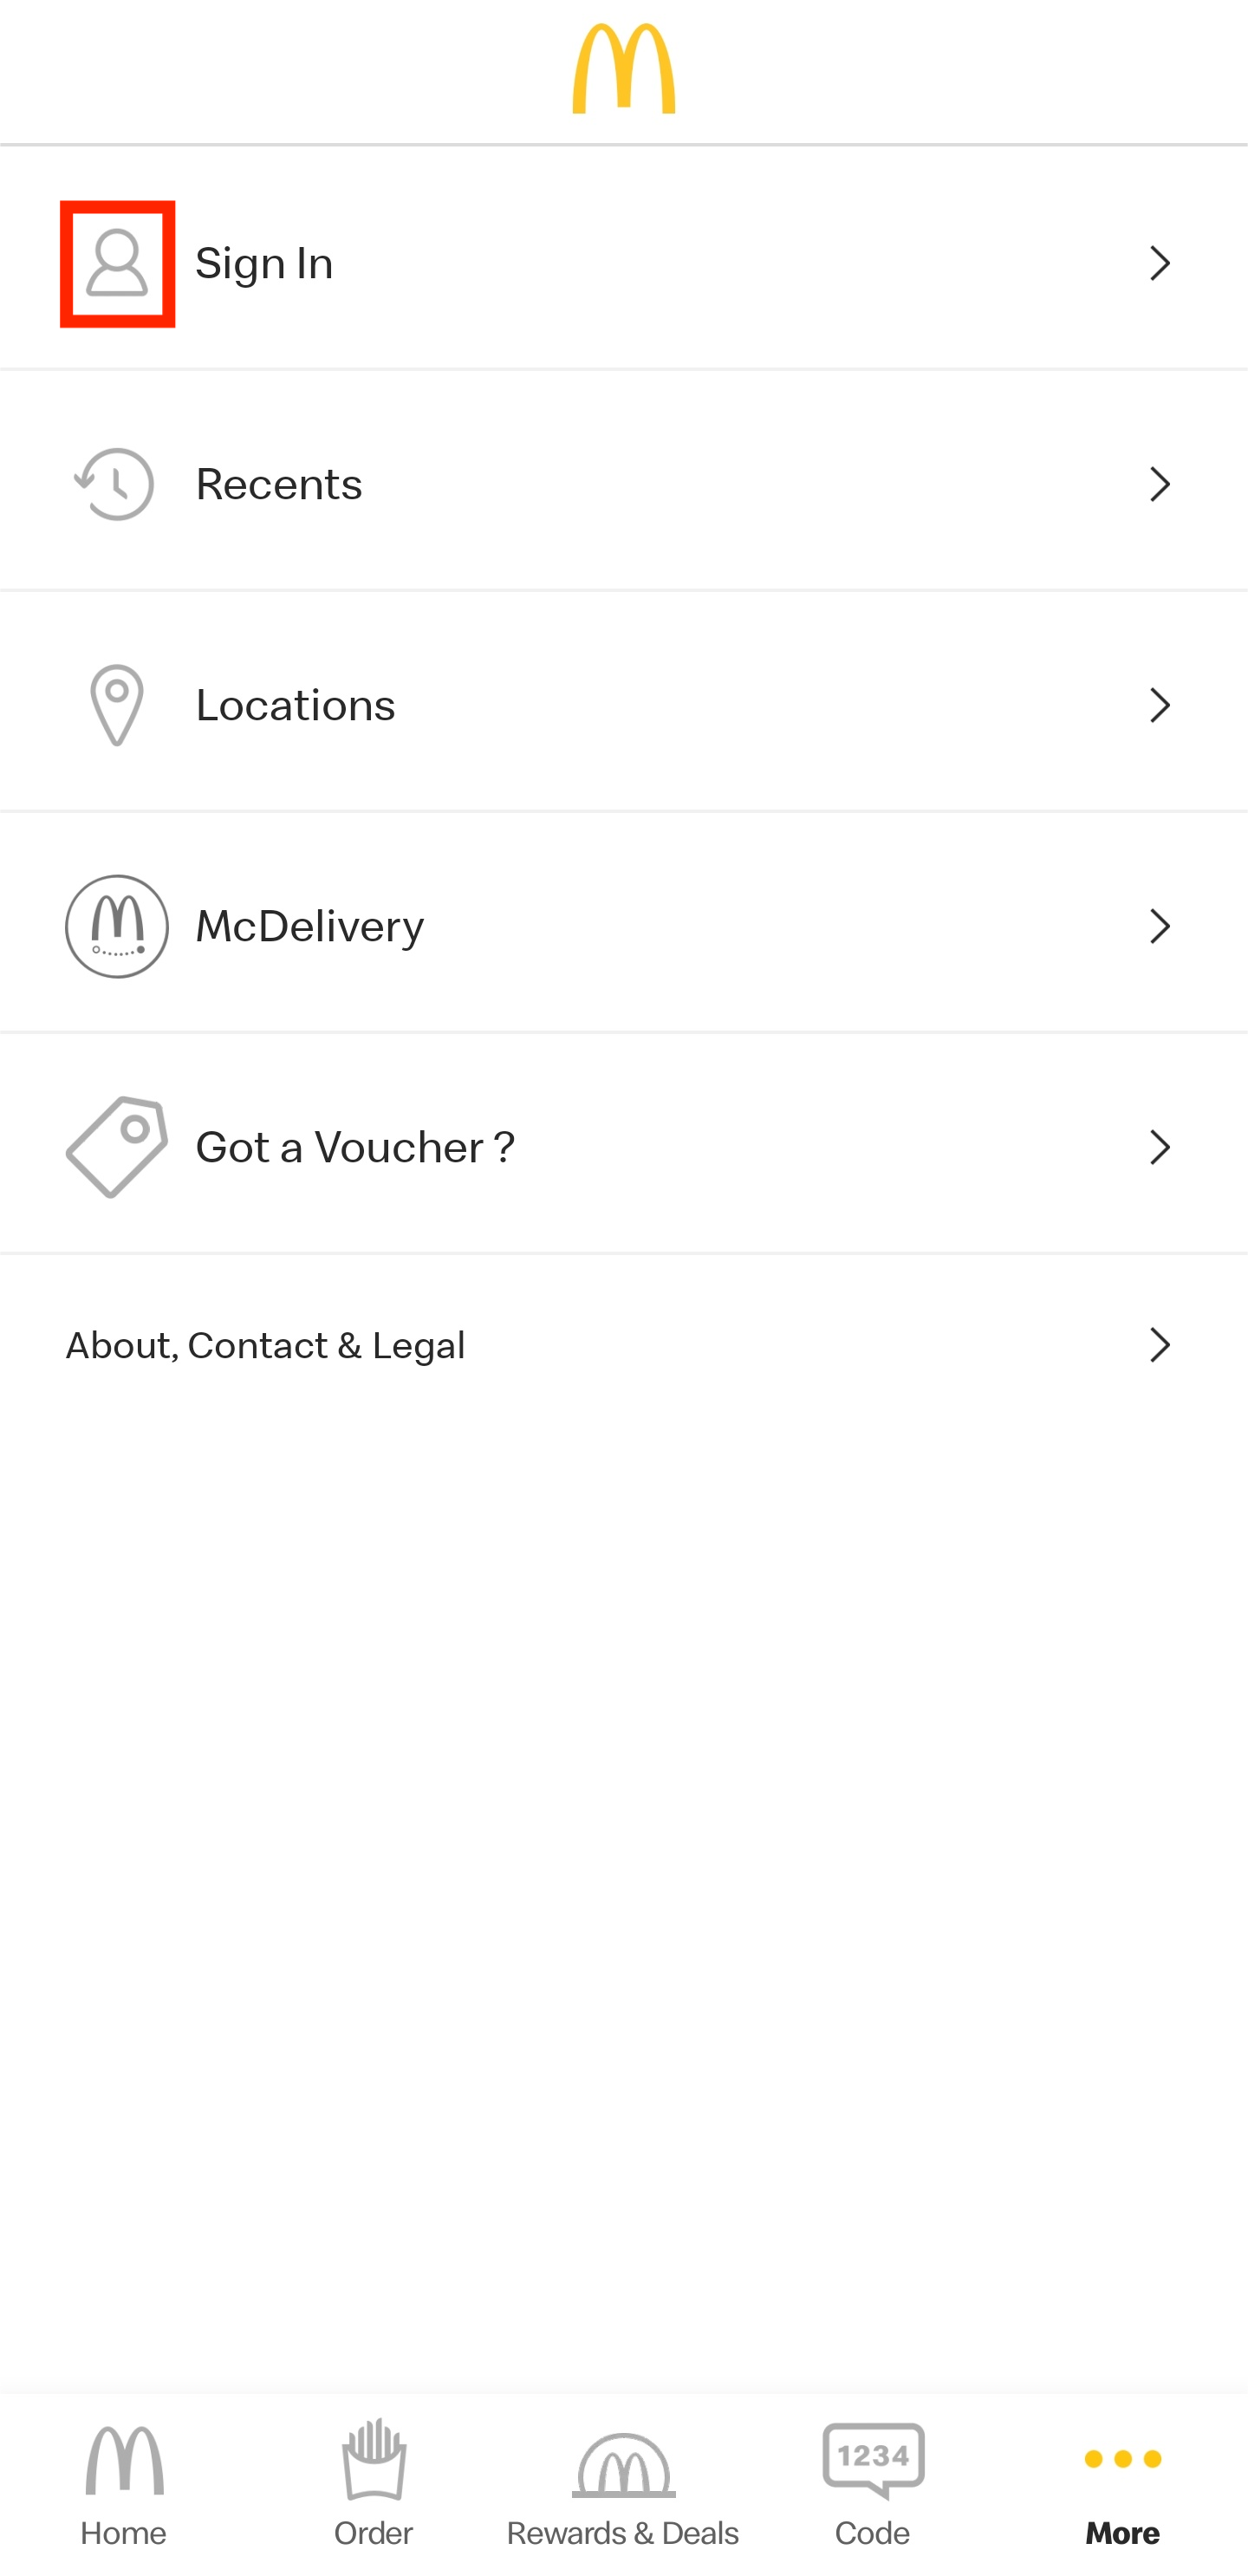 Sign In
Recents
Locations
McDelivery
Got a Voucher ?
About, Contact & Legal
1234
Home
Order
Rewards & Deals
Code
More